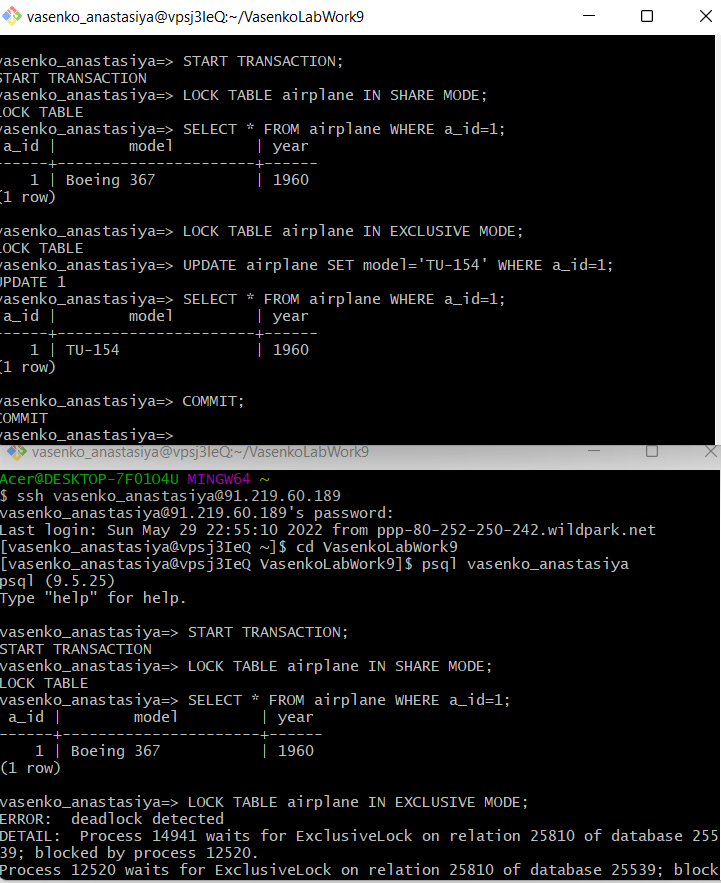 vasenko_anastasiya@vpsj3IeQ:~/VasenkoLabWork9
vasenko_anastasiya=> START TRANSACTION;
START TRANSACTION
vasenko_anastasiya=> LOCK TABLE airplane IN SHARE MODE;
LOCK TABLE
vasenko_anastasiya=> SELECT * FROM airplane WHERE a_id=1;
a_id |        model         | year
------+----------------------+------
1 | Boeing 367           | 1960
(1 row)
vasenko_anastasiya=> LOCK TABLE airplane IN EXCLUSIVE MODE;
LOCK TABLE
vasenko_anastasiya=> UPDATE airplane SET model='TU-154' WHERE a_id=1;
UPDATE 1
vasenko_anastasiya=> SELECT * FROM airplane WHERE a_id=1;
a_id |        model         | year
------+----------------------+------
1 | TU-154               | 1960
(1 row)
vasenko_anastasiya=> COMMIT;
COMMIT
vasenko_anastasiya=>
vasenko_anastasiya@vpsj3IeQ:~/VasenkoLabWork9
Acer@DESKTOP-7F01O4U MINGW64 ~
$ ssh vasenko_anastasiya@91.219.60.189
vasenko_anastasiya@91.219.60.189's password:
Last login: Sun May 29 22:55:10 2022 from ppp-80-252-250-242.wildpark.net
[vasenko_anastasiya@vpsj3IeQ ~]$ cd VasenkoLabWork9
[vasenko_anastasiya@vpsj3IeQ VasenkoLabWork9]$ psql vasenko_anastasiya
psql (9.5.25)
Type "help" for help.
vasenko_anastasiya=> START TRANSACTION;
START TRANSACTION
vasenko_anastasiya=> LOCK TABLE airplane IN SHARE MODE;
LOCK TABLE
vasenko_anastasiya=> SELECT * FROM airplane WHERE a_id=1;
a_id |        model         | year
------+----------------------+------
1 | Boeing 367           | 1960
(1 row)
vasenko_anastasiya=> LOCK TABLE airplane IN EXCLUSIVE MODE;
ERROR:  deadlock detected
DETAIL:  Process 14941 waits for ExclusiveLock on relation 25810 of database 255
39; blocked by process 12520.
Process 12520 waits for ExclusiveLock on relation 25810 of database 25539; block